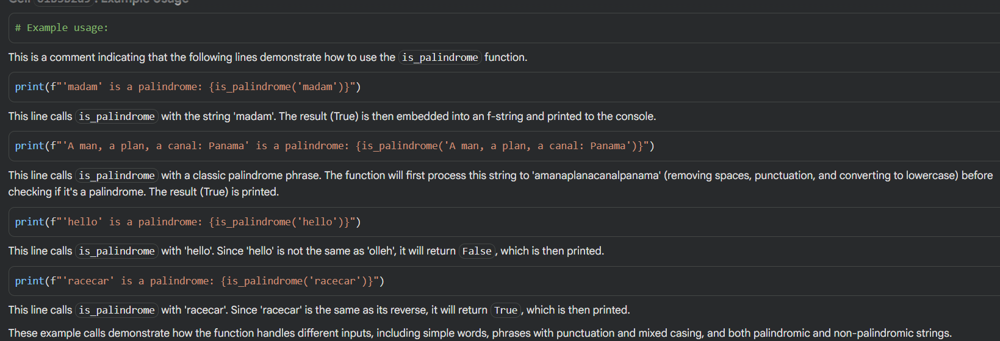 Cell 61b3b2a9 : Example Usage
# Example usage:
This is a comment indicating that the following lines demonstrate how to use the is_palindrome function.
print(f"'madam' is a palindrome: {is_palindrome('madam')}")
This line calls is_palindrome with the string 'madam'. The result (True) is then embedded into an f-string and printed to the console.
print(f"'A man, a plan, a canal: Panama' is a palindrome: {is_palindrome('A man, a plan, a canal: Panama')}")
This line calls is_palindrome with a classic palindrome phrase. The function will first process this string to 'amanaplanacanalpanama' (removing spaces, punctuation, and converting to lowercase) before
checking if it's a palindrome. The result (True) is printed.
print(f"'hello' is a palindrome: {is_palindrome('hello')}")
This line calls is_palindrome with 'hello'. Since 'hello' is not the same as 'olleh', it will return False, which is then printed.
print(f"'racecar' is a palindrome: {is_palindrome('racecar')}")
This line calls is_palindrome with 'racecar'. Since 'racecar' is the same as its reverse, it will return True, which is then printed.
These example calls demonstrate how the function handles different inputs, including simple words, phrases with punctuation and mixed casing, and both palindromic and non-palindromic strings.